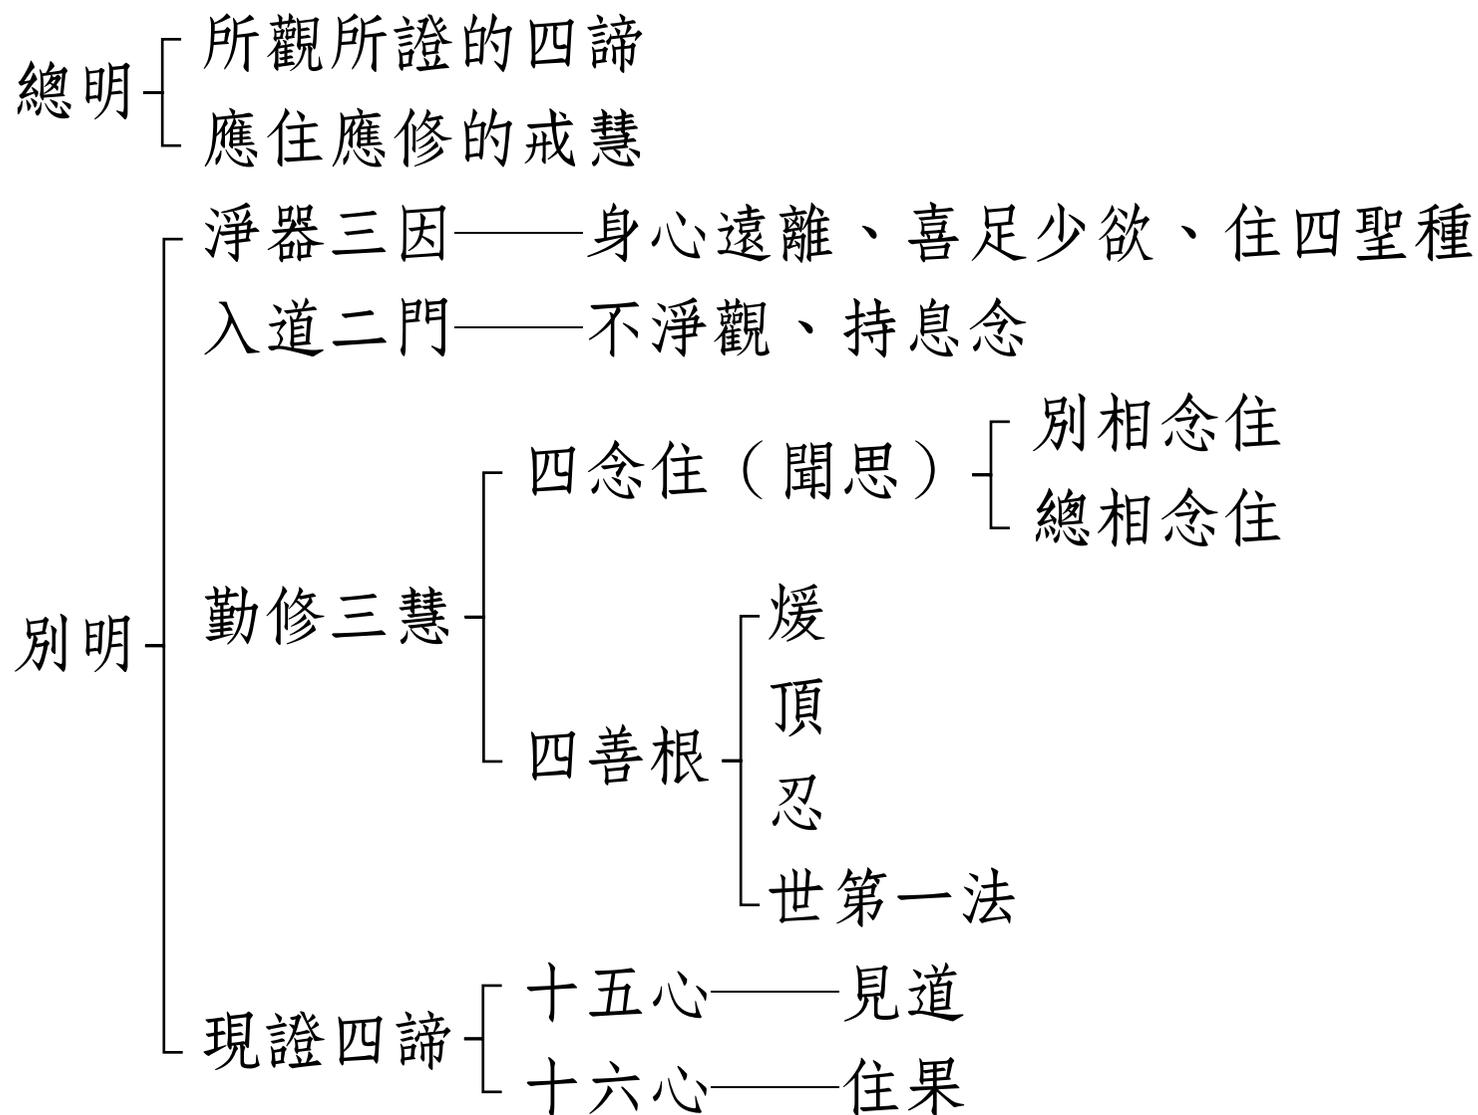 總明
所觀所證的四諦
應住應修的戒慧
別明
淨器三因——身心遠離、喜足少欲、住四聖種
入道二門——不淨觀、持息念
勤修三慧
四念住（聞思）
別相念住
總相念住
四善根
煖
頂
忍
世第一法
現證四諦
十五心——見道
十六心——住果